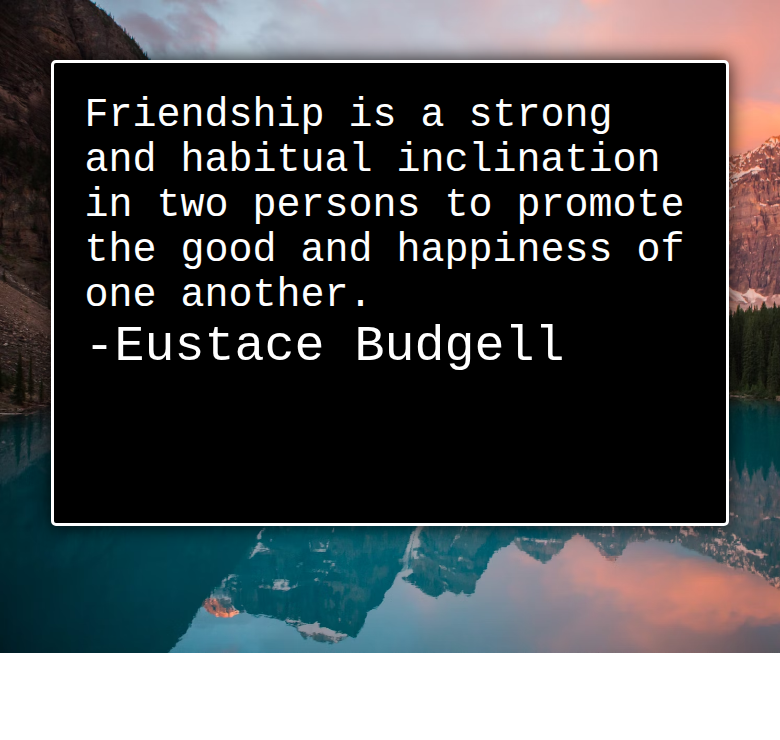 Friendship is a strong
and habitual inclination
in two persons to promote
the good and happiness of
one another.
-Eustace Budgell